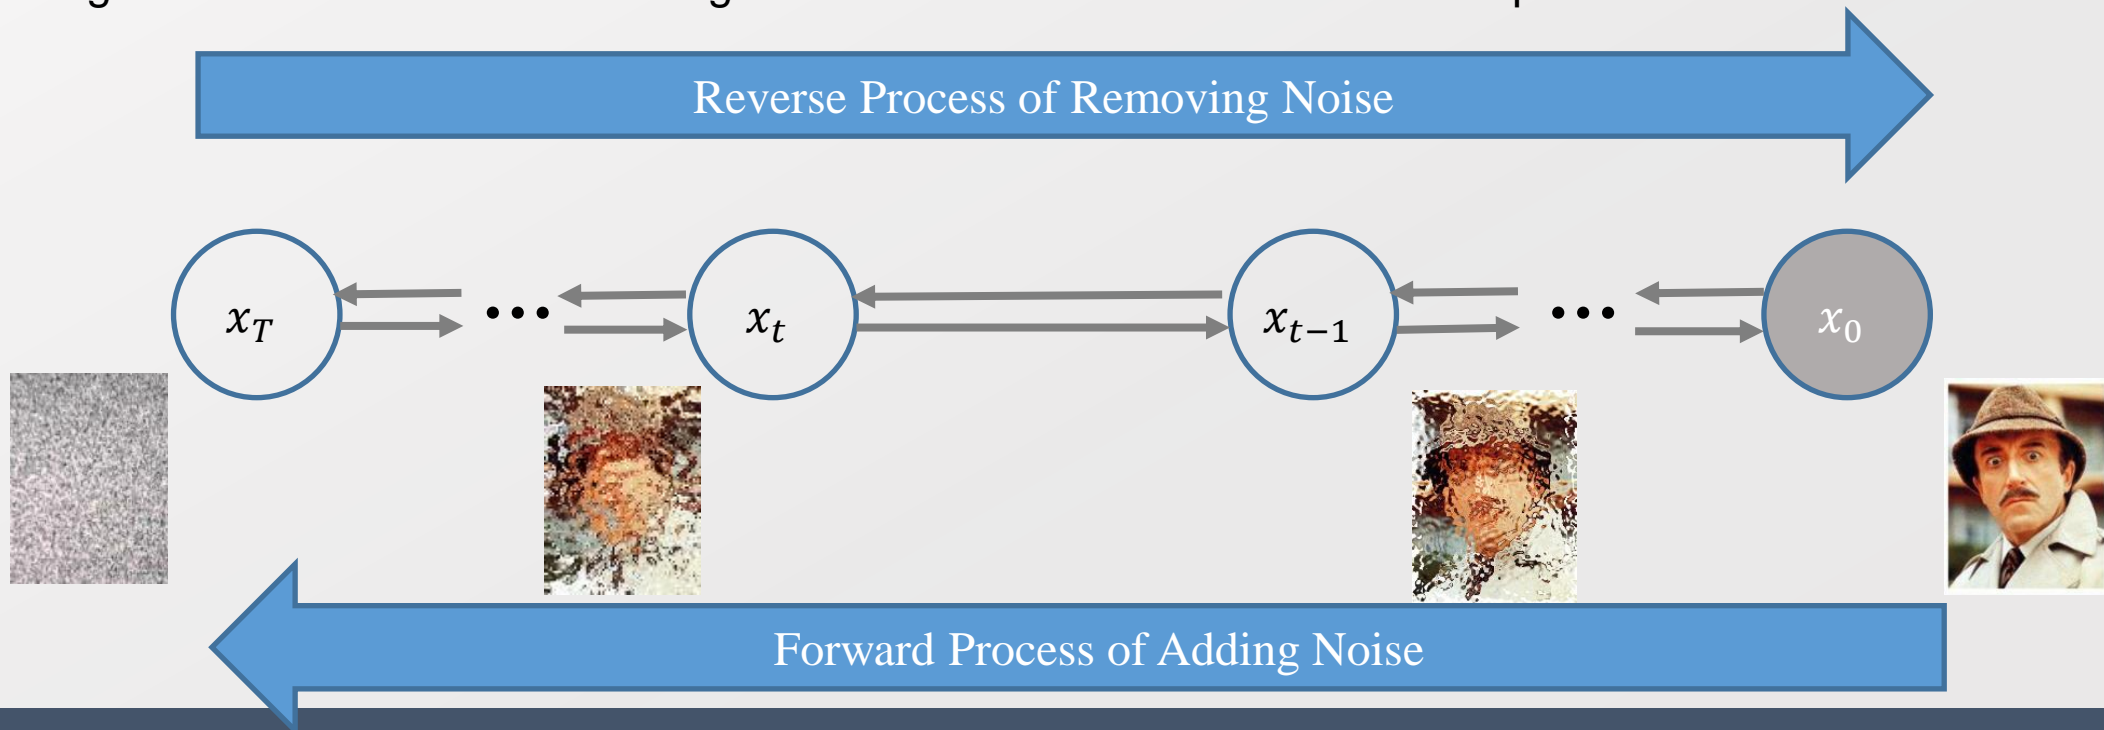 Reverse Process of Removing Noise
x_T ... x_t x_{t-1} ... x_0
Forward Process of Adding Noise